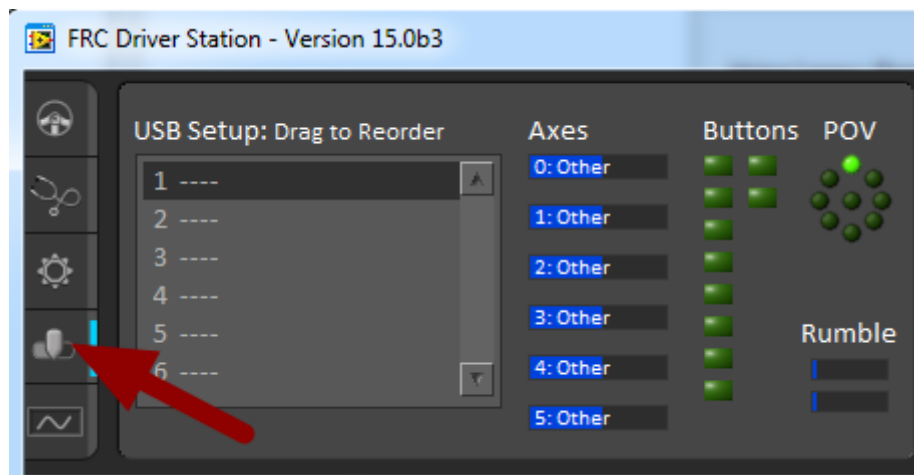 FRC Driver Station - Version 15.0b3
USB Setup: Drag to Reorder
1 ----
2 ----
3 ----
4 ----
5 ----
6 ----
Axes
0: Other
1: Other
2: Other
3: Other
4: Other
5: Other
Buttons
POV
Rumble